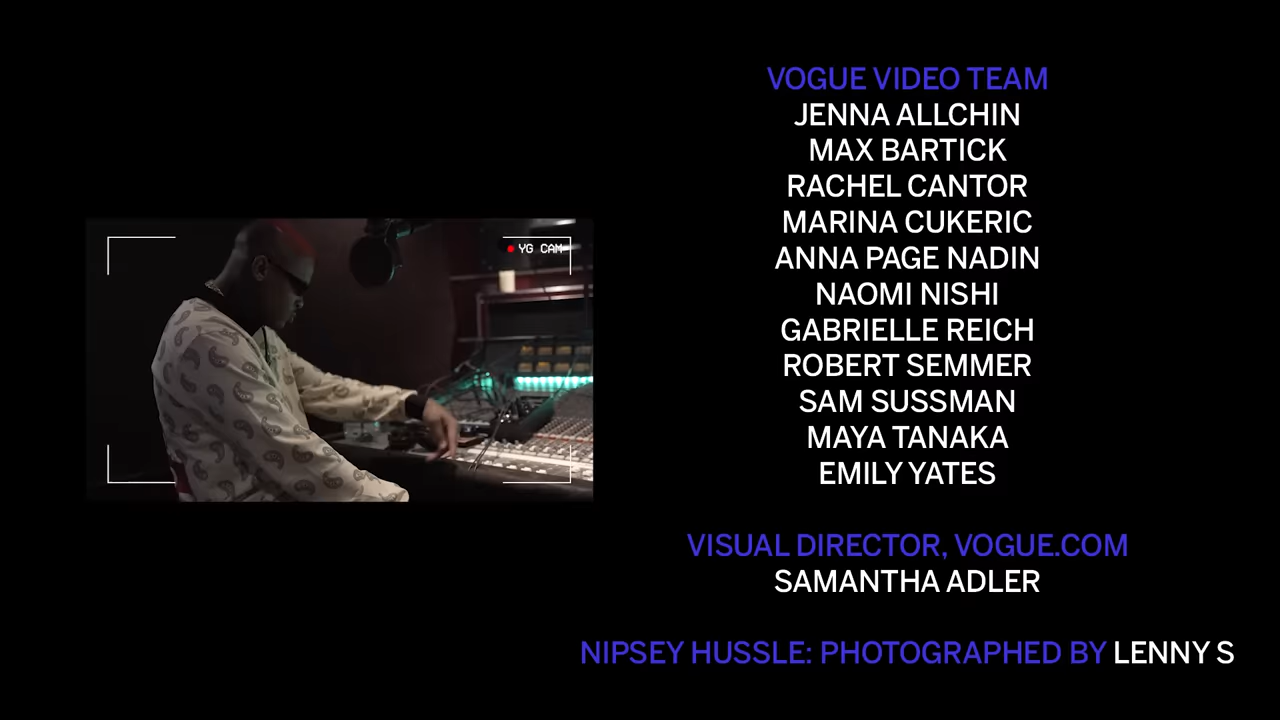 YG CAM
VOGUE VIDEO TEAM
JENNA ALLCHIN
MAX BARTICK
RACHEL CANTOR
MARINA CUKERIC
ANNA PAGE NADIN
NAOMI NISHI
GABRIELLE REICH
ROBERT SEMMER
SAM SUSSMAN
MAYA TANAKA
EMILY YATES
VISUAL DIRECTOR, VOGUE.COM
SAMANTHA ADLER
NIPSEY HUSSLE: PHOTOGRAPHED BY LENNY S